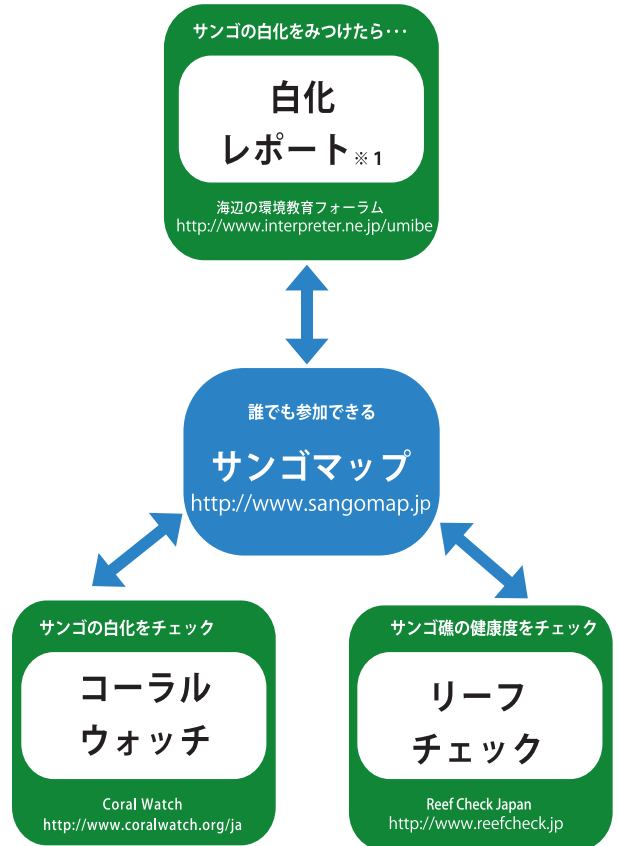 サンゴの白化をみつけたら･･･
白化
レポート※1
海辺の環境教育フォーラム
http://www.interpreter.ne.jp/umibe
誰でも参加できる
サンゴマップ
http://www.sangomap.jp
サンゴの白化をチェック
コーラル
ウォッチ
Coral Watch
http://www.coralwatch.org/ja
サンゴ礁の健康度をチェック
リーフ
チェック
Reef Check Japan
http://www.reefcheck.jp